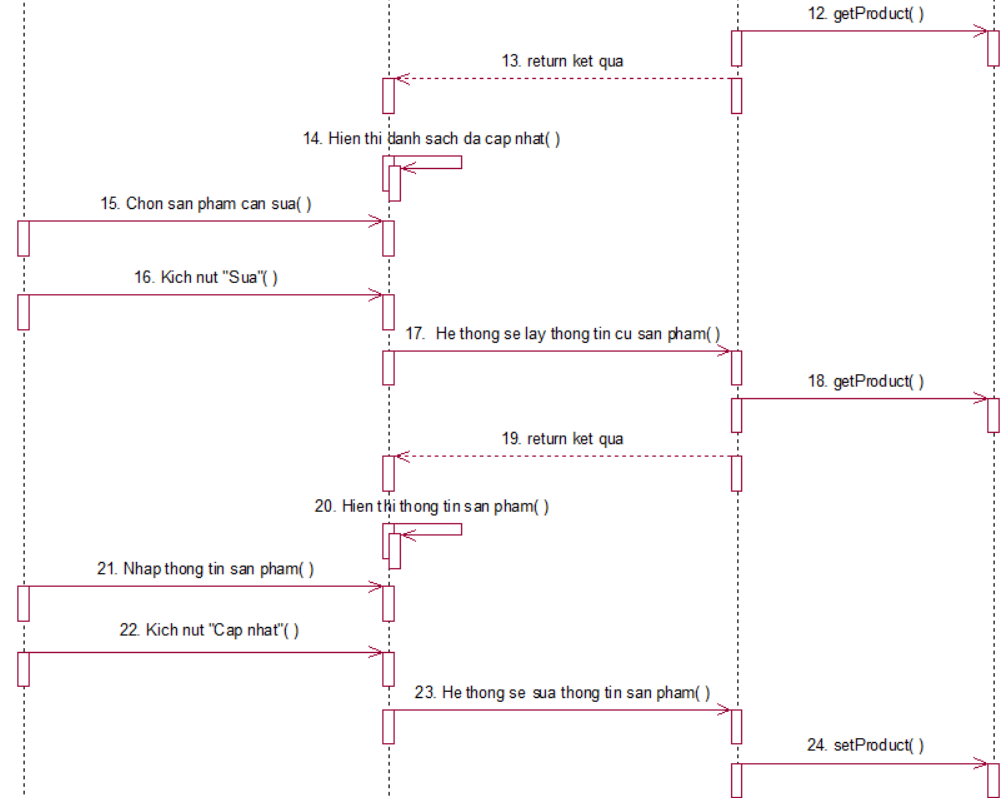 12. getProduct( )
13. return ket qua
14. Hien thi danh sach da cap nhat( )
15. Chon san pham can sua( )
16. Kich nut "Sua"( )
17.  He thong se lay thong tin cu san pham( )
18. getProduct( )
19. return ket qua
20. Hien thi thong tin san pham( )
21. Nhap thong tin san pham( )
22. Kich nut "Cap nhat"( )
23. He thong se sua thong tin san pham( )
24. setProduct( )